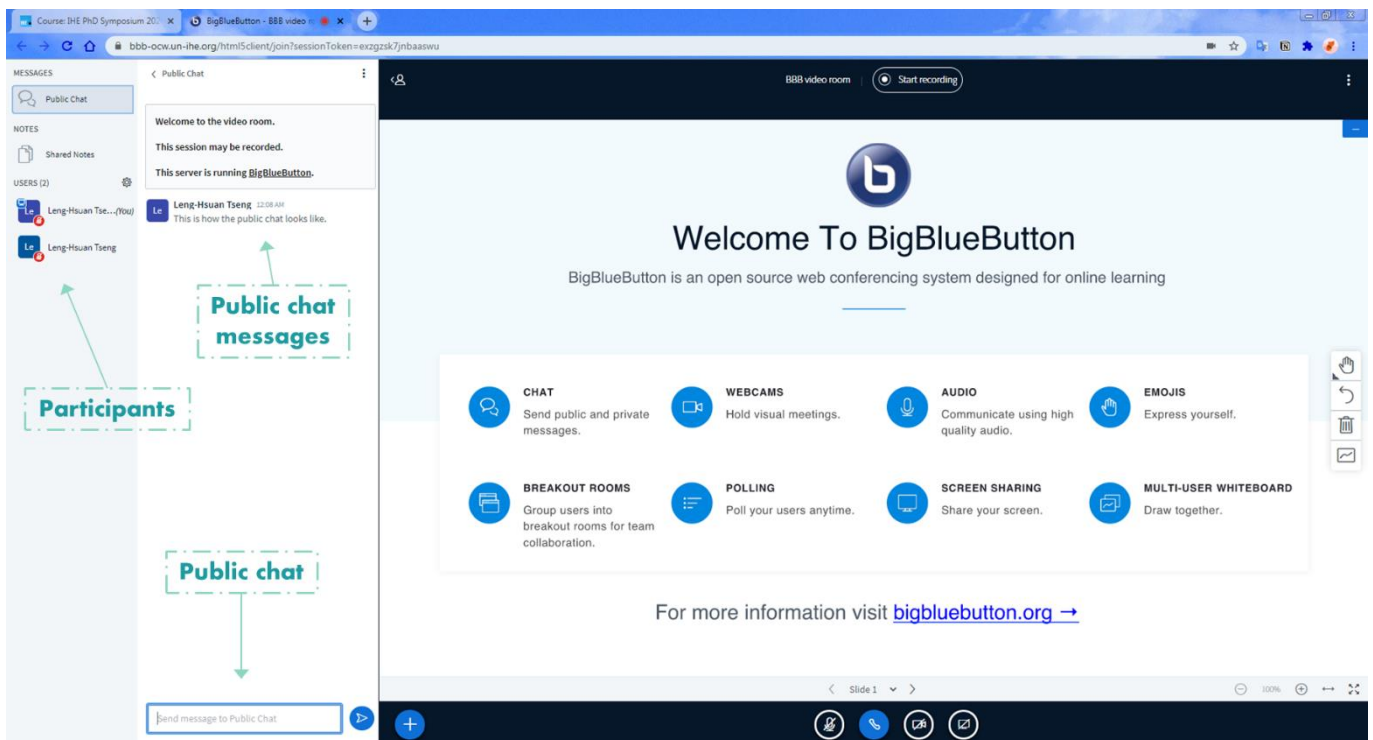 Course: IHE PhD Symposium 20
BigBlueButton - BBB video r
bbb-ocw.un-ihe.org/html5client/join?sessionToken=exzgzsk7jnbaaswu
MESSAGES
Public Chat
NOTES
Shared Notes
USERS (2)
Le Leng-Hsuan Tse...(You)
Le Leng-Hsuan Tseng
Participants
Public Chat
Welcome to the video room.
This session may be recorded.
This server is running BigBlueButton.
Le Leng-Hsuan Tseng 12:08 AM
This is how the public chat looks like.
Public chat
messages
Public chat
Send message to Public Chat
BBB video room
Start recording
b
Welcome To BigBlueButton
BigBlueButton is an open source web conferencing system designed for online learning
CHAT
Send public and private
messages.
WEBCAMS
Hold visual meetings.
AUDIO
Communicate using high
quality audio.
EMOJIS
Express yourself.
BREAKOUT ROOMS
Group users into
breakout rooms for team
collaboration.
POLLING
Poll your users anytime.
SCREEN SHARING
Share your screen.
MULTI-USER WHITEBOARD
Draw together.
For more information visit bigbluebutton.org →
Slide 1
100%